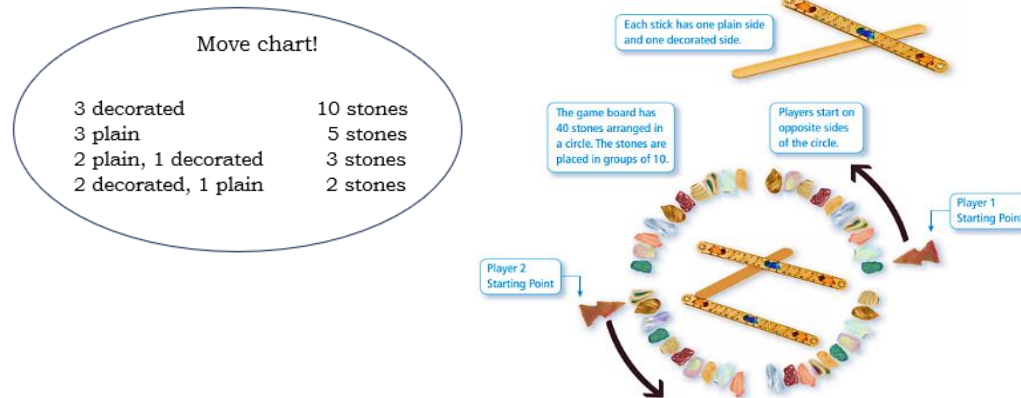 Move chart!
3 decorated 10 stones
3 plain 5 stones
2 plain, 1 decorated 3 stones
2 decorated, 1 plain 2 stones
Each stick has one plain side
and one decorated side.
The game board has
40 stones arranged in
a circle. The stones are
placed in groups of 10.
Players start on
opposite sides
of the circle.
Player 1
Starting Point
Player 2
Starting Point